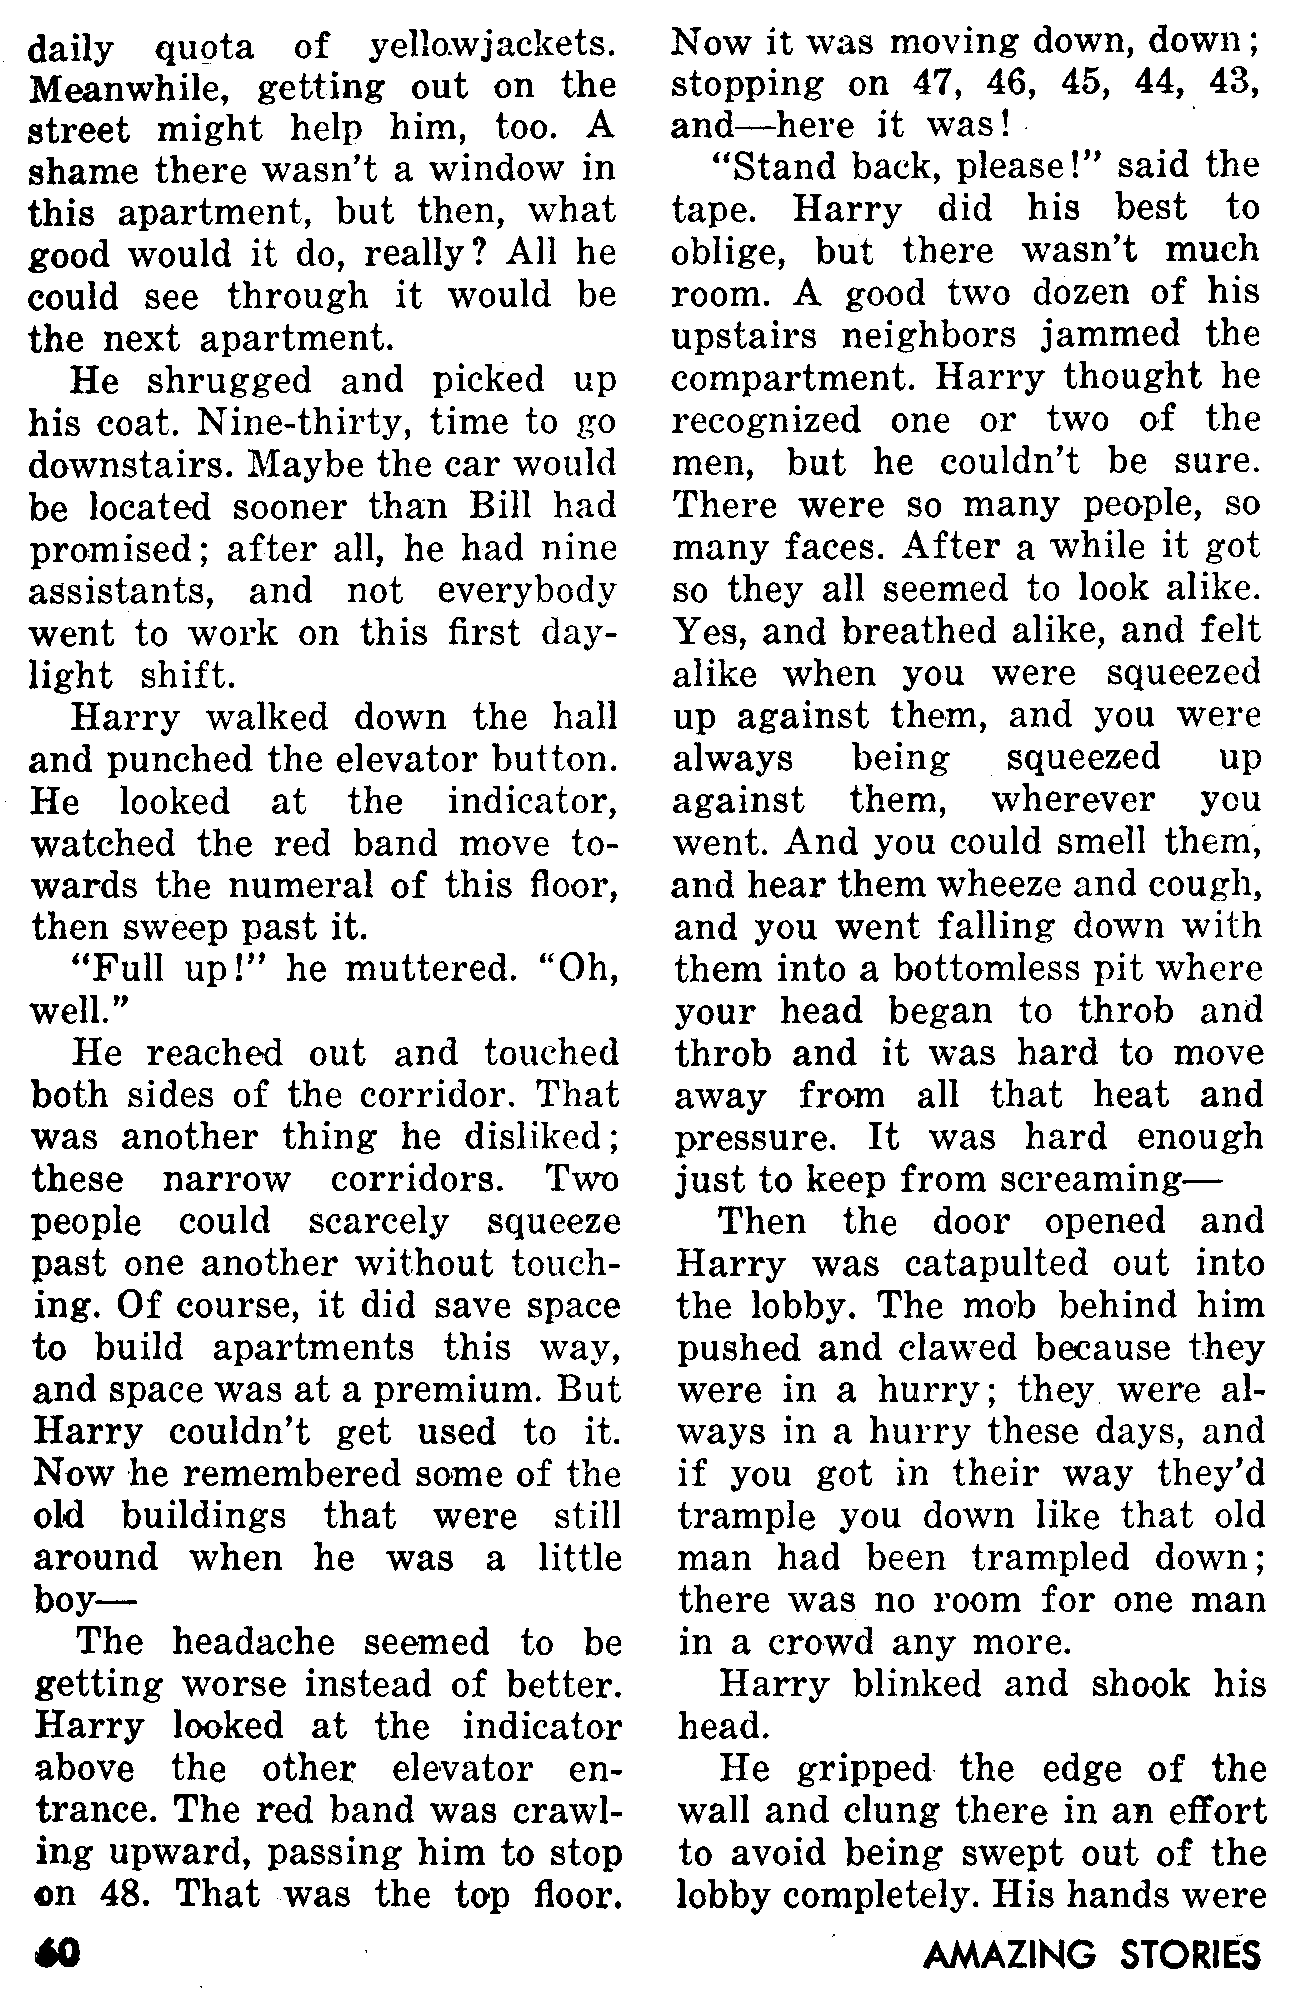 daily quota of yellowjackets.
Meanwhile, getting out on the
street might help him, too. A
shame there wasn't a window in
this apartment, but then, what
good would it do, really? All he
could see through it would be
the next apartment.
He shrugged and picked up
his coat. Nine-thirty, time to go
downstairs. Maybe the car would
be located sooner than Bill had
promised; after all, he had nine
assistants, and not everybody
went to work on this first day-
light shift.
Harry walked down the hall
and punched the elevator button.
He looked at the indicator,
watched the red band move to-
wards the numeral of this floor,
then sweep past it.
"Full up!" he muttered. "Oh,
well."
He reached out and touched
both sides of the corridor. That
was another thing he disliked;
these narrow corridors. Two
people could scarcely squeeze
past one another without touch-
ing. Of course, it did save space
to build apartments this way,
and space was at a premium. But
Harry couldn't get used to it.
Now he remembered some of the
old buildings that were still
around when he was a little
boy—
The headache seemed to be
getting worse instead of better.
Harry looked at the indicator
above the other elevator en-
trance. The red band was crawl-
ing upward, passing him to stop
on 48. That was the top floor.
Now it was moving down, down;
stopping on 47, 46, 45, 44, 43,
and—here it was!
"Stand back, please!" said the
tape. Harry did his best to
oblige, but there wasn't much
room. A good two dozen of his
upstairs neighbors jammed the
compartment. Harry thought he
recognized one or two of the
men, but he couldn't be sure.
There were so many people, so
many faces. After a while it got
so they all seemed to look alike.
Yes, and breathed alike, and felt
alike when you were squeezed
up against them, and you were
always being squeezed up
against them, wherever you
went. And you could smell them,
and hear them wheeze and cough,
and you went falling down with
them into a bottomless pit where
your head began to throb and
throb and it was hard to move
away from all that heat and
pressure. It was hard enough
just to keep from screaming—
Then the door opened and
Harry was catapulted out into
the lobby. The mob behind him
pushed and clawed because they
were in a hurry; they were al-
ways in a hurry these days, and
if you got in their way they'd
trample you down like that old
man had been trampled down;
there was no room for one man
in a crowd any more.
Harry blinked and shook his
head.
He gripped the edge of the
wall and clung there in an effort
to avoid being swept out of the
lobby completely. His hands were
60
AMAZING STORIES